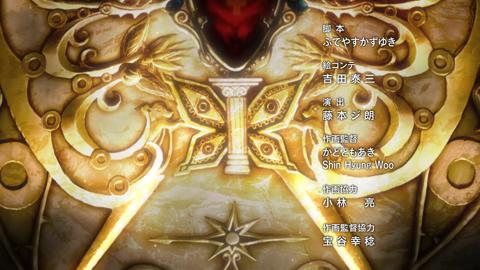 脚 本
ふでやすかずゆき
絵コンテ
吉田泰三
演 出
藤本ジ朗
作画監督
かどともあき
Shin Hyung Woo
作画協力
小林 亮
作画監督協力
宝谷幸稔